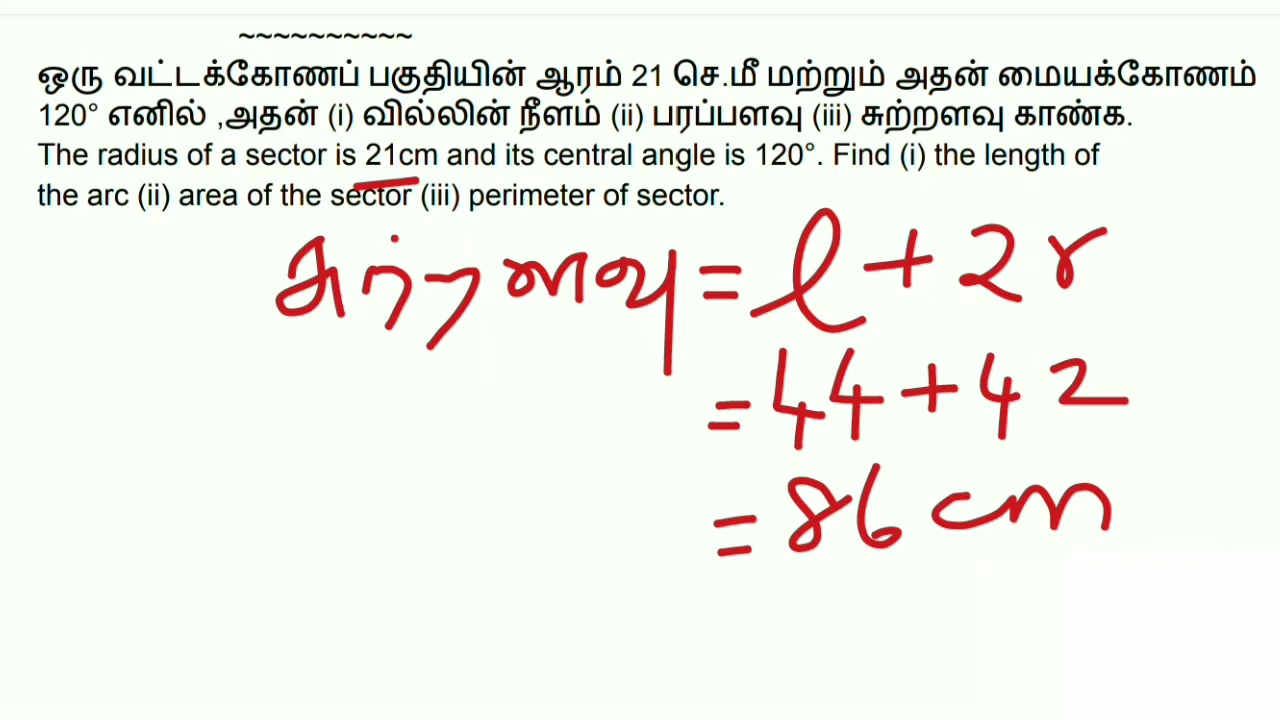 ~~~~~~~~~~
ஒரு வட்டக்கோணப் பகுதியின் ஆரம் 21 செ.மீ மற்றும் அதன் மையக்கோணம்
120° எனில் ,அதன் (i) வில்லின் நீளம் (ii) பரப்பளவு (iii) சுற்றளவு காண்க.
The radius of a sector is 21cm and its central angle is 120°. Find (i) the length of
the arc (ii) area of the sector (iii) perimeter of sector.
சுற்றளவு = l + 2r
= 44 + 42
= 86 cm